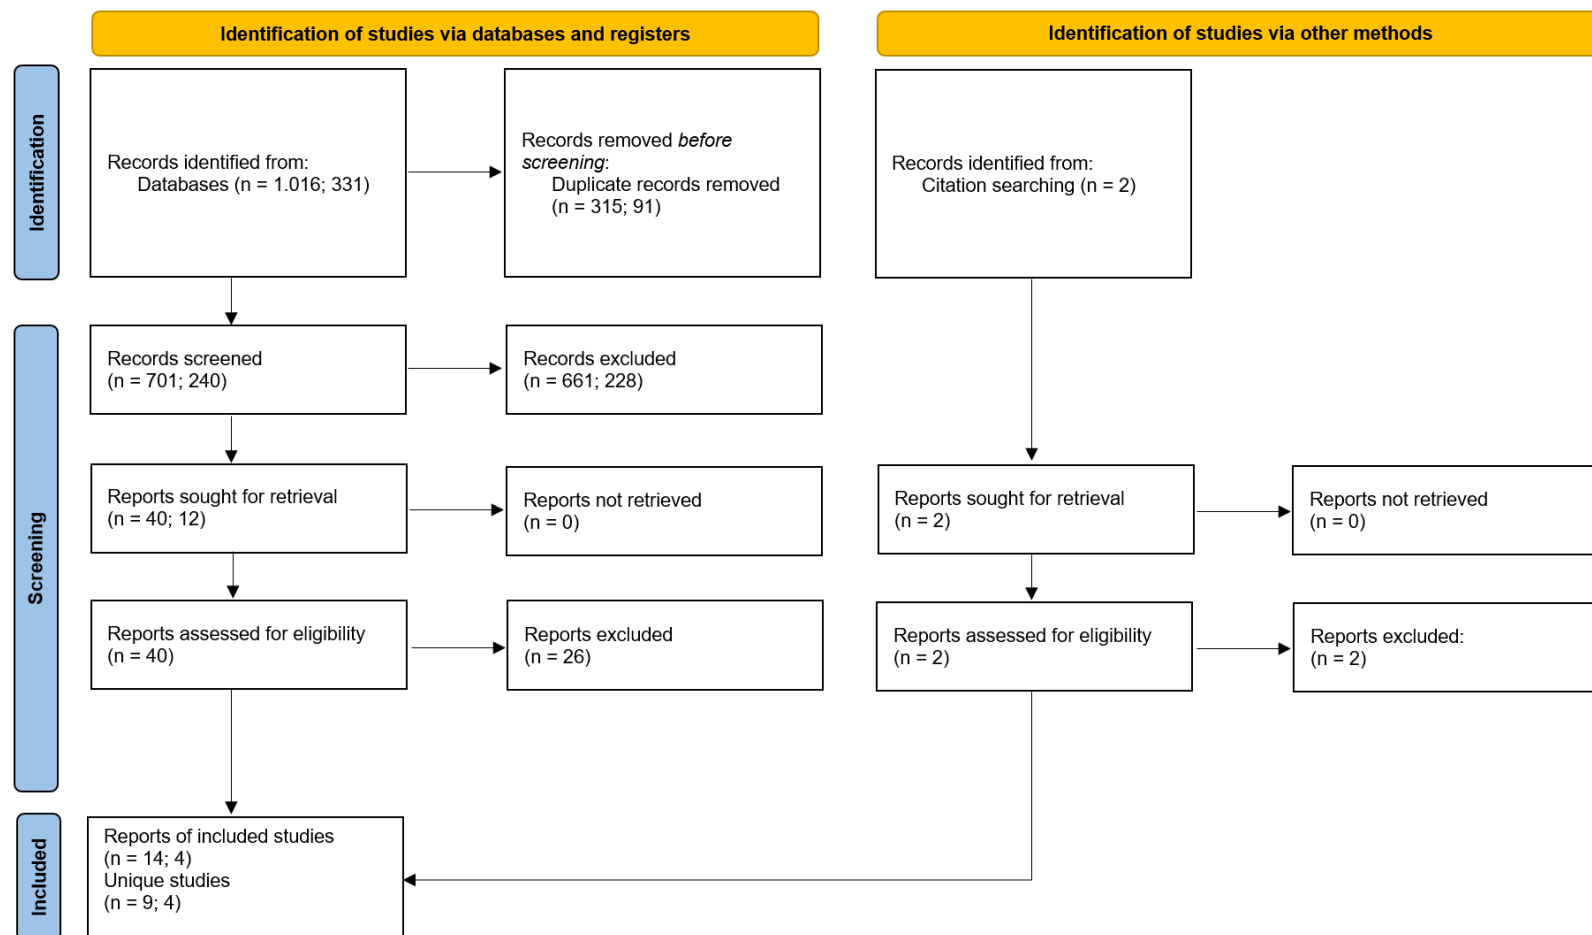 Identification of studies via databases and registers
Identification of studies via other methods
Identification
Records identified from:
Databases (n = 1.016; 331)
Records removed before
screening:
Duplicate records removed
(n = 315; 91)
Records identified from:
Citation searching (n = 2)
Screening
Records screened
(n = 701; 240)
Records excluded
(n = 661; 228)
Reports sought for retrieval
(n = 40; 12)
Reports not retrieved
(n = 0)
Reports sought for retrieval
(n = 2)
Reports not retrieved
(n = 0)
Reports assessed for eligibility
(n = 40)
Reports excluded
(n = 26)
Reports assessed for eligibility
(n = 2)
Reports excluded:
(n = 2)
Included
Reports of included studies
(n = 14; 4)
Unique studies
(n = 9; 4)